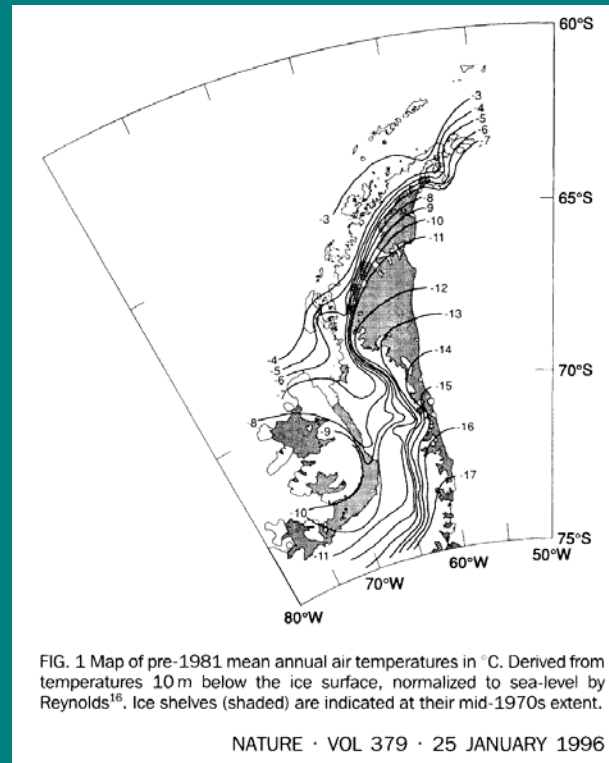 60°S
-3
-4
-5
-6
-7
65°S
-8
-9
-3
-10
-11
-12
-13
-4
-14
70°S
-5
-6
-15
-7
-8
-16
-9
-17
-10
-11
75°S
50°W
60°W
70°W
80°W
FIG. 1 Map of pre-1981 mean annual air temperatures in °C. Derived from
temperatures 10 m below the ice surface, normalized to sea-level by
Reynolds¹⁶. Ice shelves (shaded) are indicated at their mid-1970s extent.
NATURE · VOL 379 · 25 JANUARY 1996